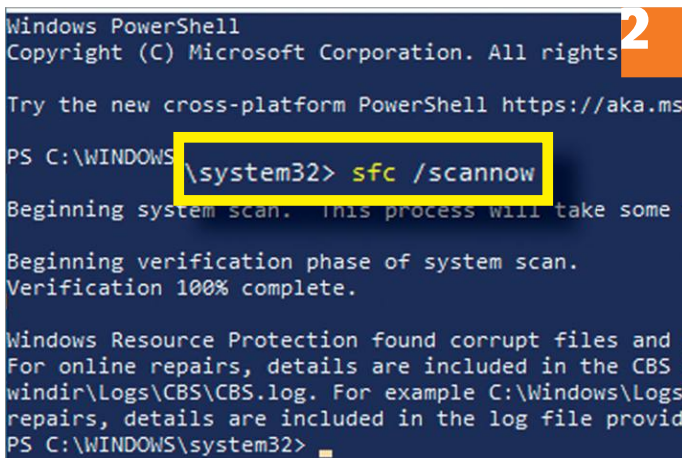 Windows PowerShell
Copyright (C) Microsoft Corporation. All rights
2
Try the new cross-platform PowerShell https://aka.ms
PS C:\WINDOWS\system32> sfc /scannow
Beginning system scan. This process will take some
Beginning verification phase of system scan.
Verification 100% complete.
Windows Resource Protection found corrupt files and
For online repairs, details are included in the CBS
windir\Logs\CBS\CBS.log. For example C:\Windows\Logs
repairs, details are included in the log file provid
PS C:\WINDOWS\system32>